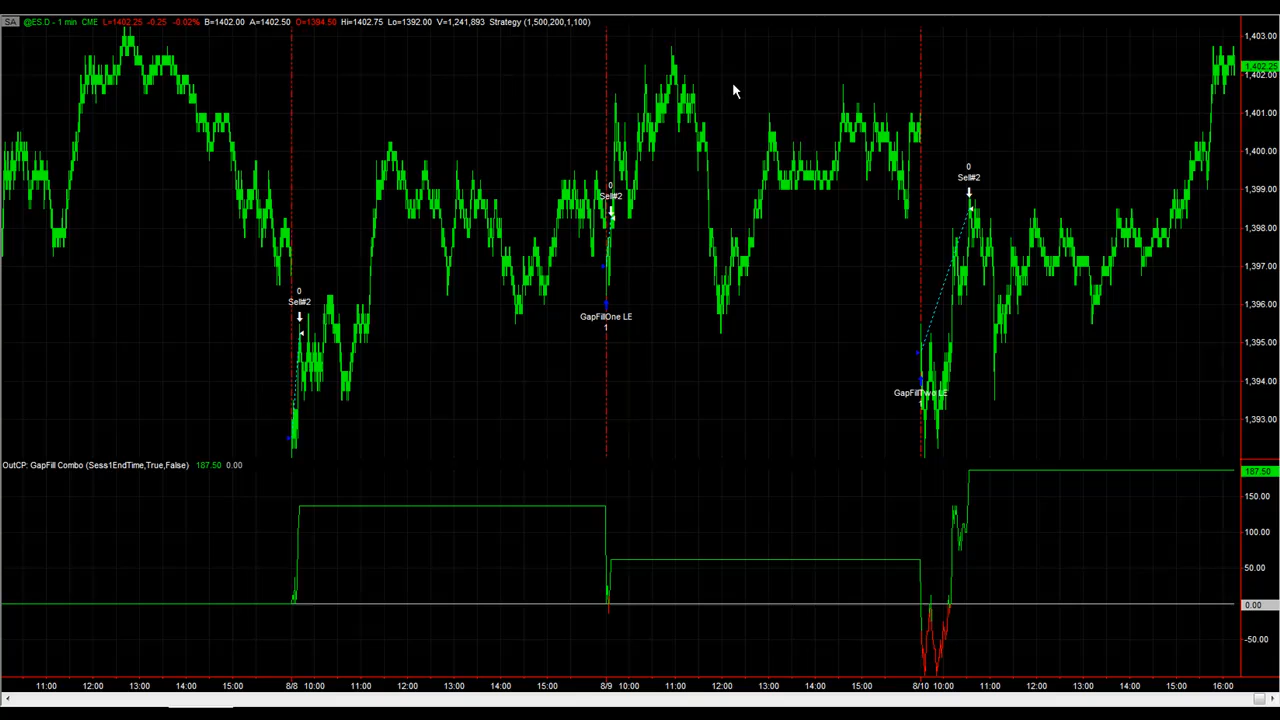 SA @ES.D - 1 min CME L=1402.25 -0.25 -0.02% B=1402.00 A=1402.50 O=1394.50 Hi=1402.75 Lo=1392.00 V=1,241,893 Strategy (1,500,200,1,100)
1,403.00
1,402.25
1,402.00
1,401.00
1,400.00
1,399.00
1,398.00
1,397.00
1,396.00
1,395.00
1,394.00
1,393.00
0
Sell#2
0
Sell#2
GapFillOne LE
1
0
Sell#2
GapFillTwo LE
1
OutCP: GapFill Combo (Sess1EndTime,True,False) 187.50 0.00
187.50
150.00
100.00
50.00
0.00
-50.00
11:00 12:00 13:00 14:00 15:00 8/8 10:00 11:00 12:00 13:00 14:00 15:00 8/9 10:00 11:00 12:00 13:00 14:00 15:00 8/10 10:00 11:00 12:00 13:00 14:00 15:00 16:00